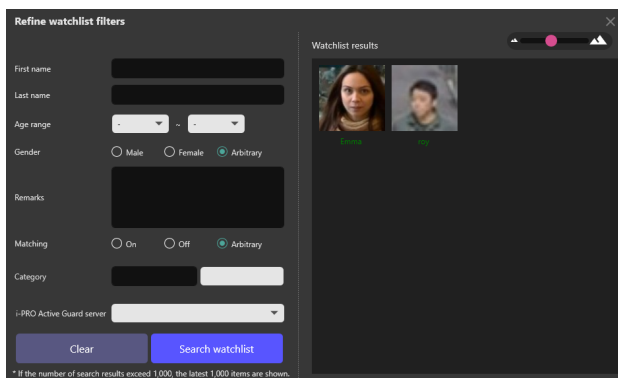 Refine watchlist filters
Watchlist results
First name
Last name
Age range
-
~
-
Gender
Male
Female
Arbitrary
Remarks
Matching
On
Off
Arbitrary
Category
i-PRO Active Guard server
Clear
Search watchlist
* If the number of search results exceed 1,000, the latest 1,000 items are shown.
Emma
roy